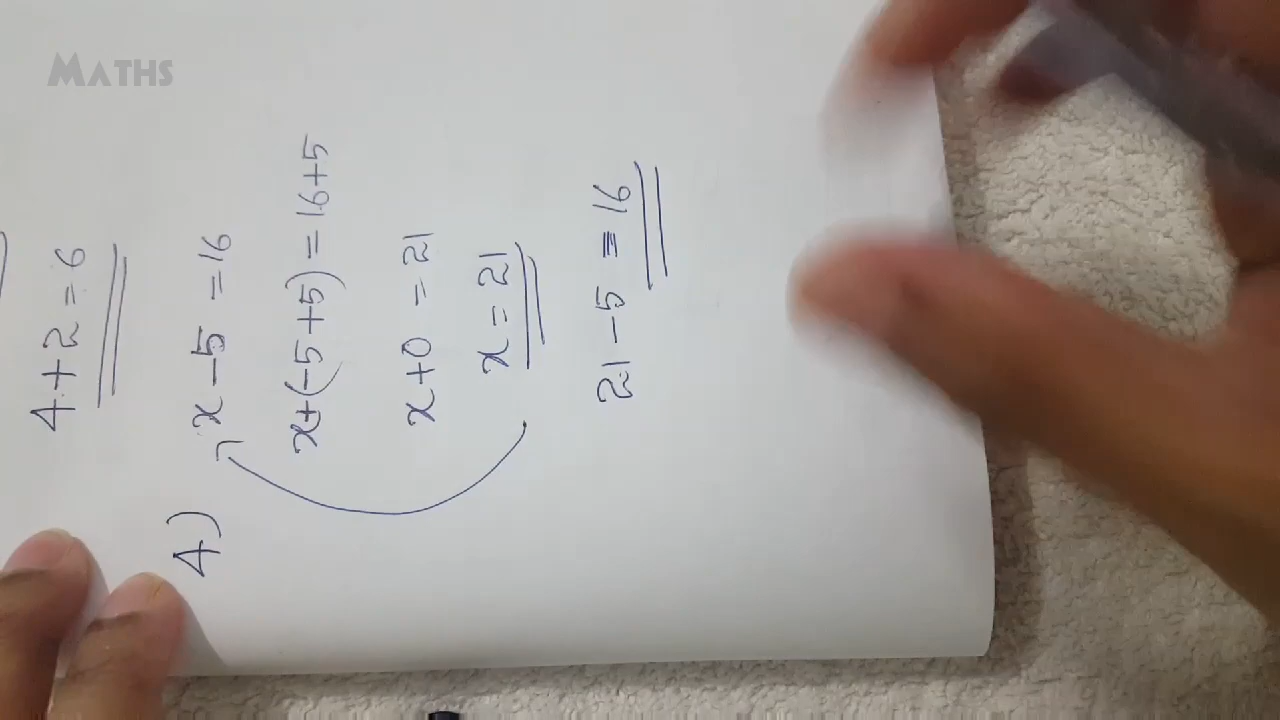 MATHS
4+2=6
4) x-5=16
x+(-5+5)=16+5
x+0=21
x=21
21-5=16